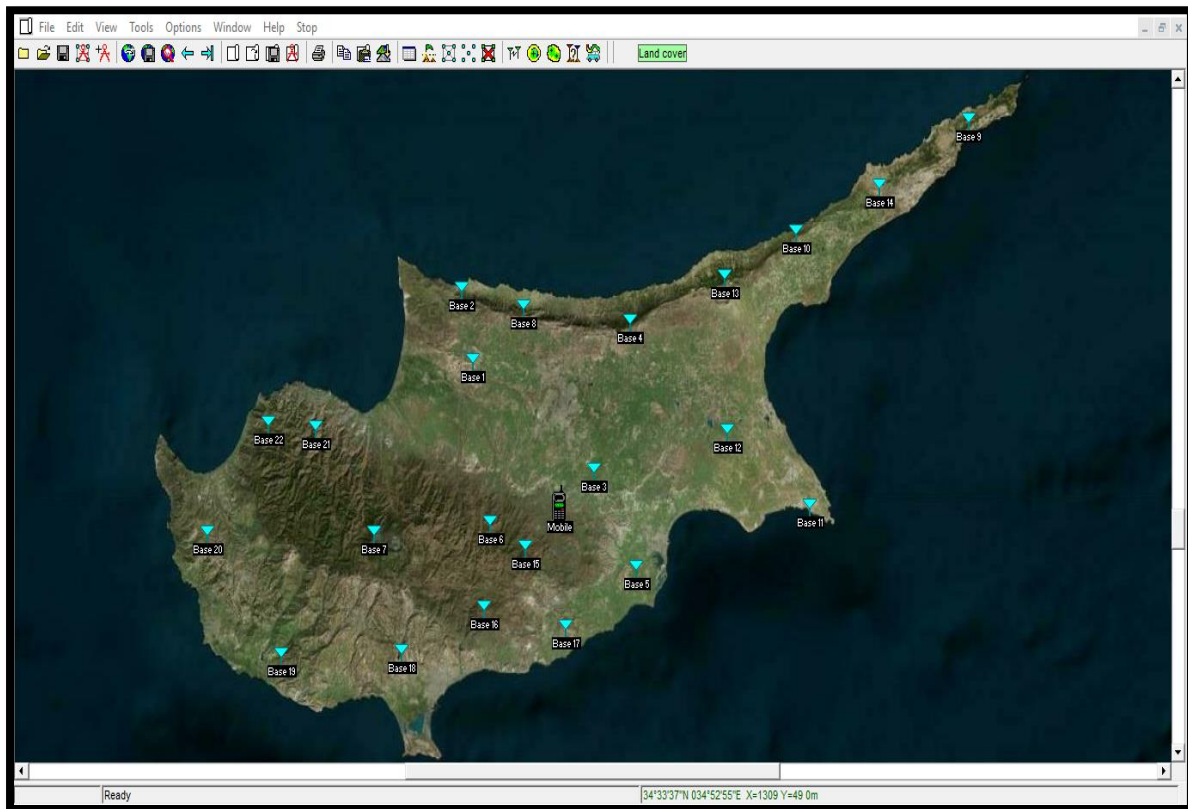 File Edit View Tools Options Window Help Stop
Land cover
Base 9
Base 14
Base 10
Base 13
Base 2
Base 8
Base 4
Base 1
Base 22
Base 21
Base 12
Base 3
Base 11
Mobile
Base 6
Base 20
Base 7
Base 15
Base 5
Base 16
Base 17
Base 18
Base 19
Ready
34°33'37"N 034°52'55"E X=1309 Y=49 0m